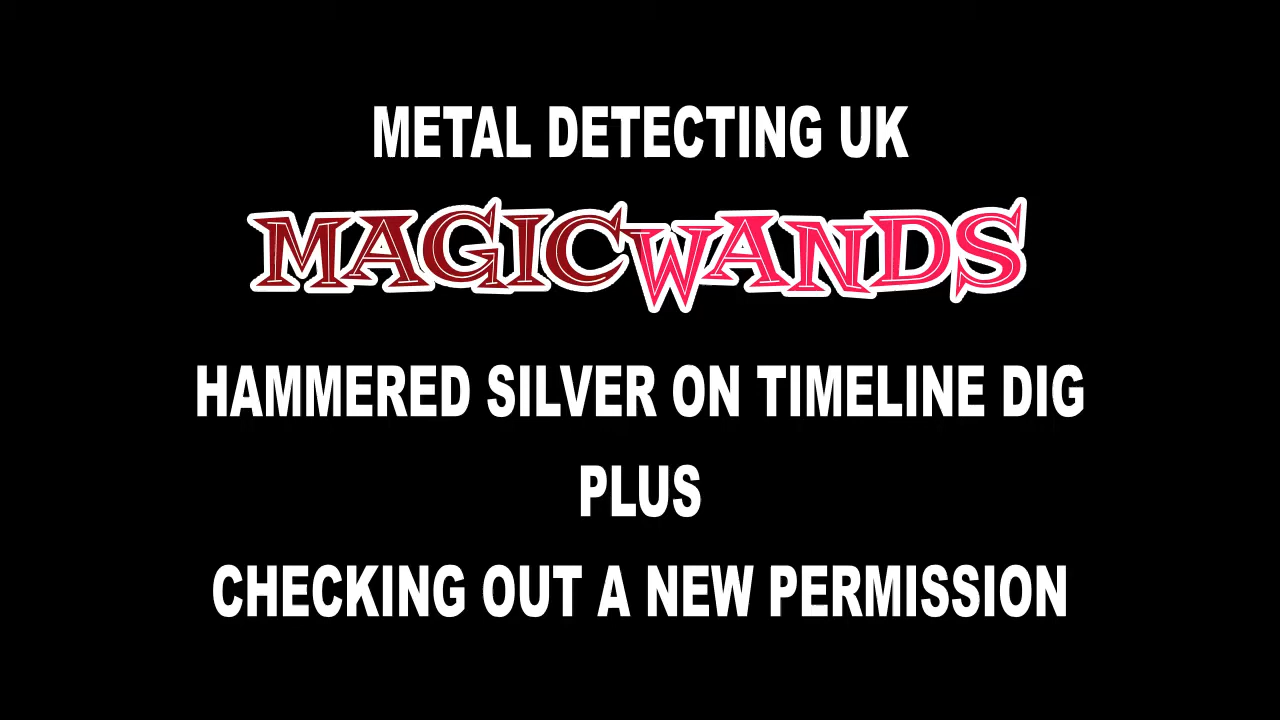 METAL DETECTING UK
MAGICWANDS
HAMMERED SILVER ON TIMELINE DIG
PLUS
CHECKING OUT A NEW PERMISSION